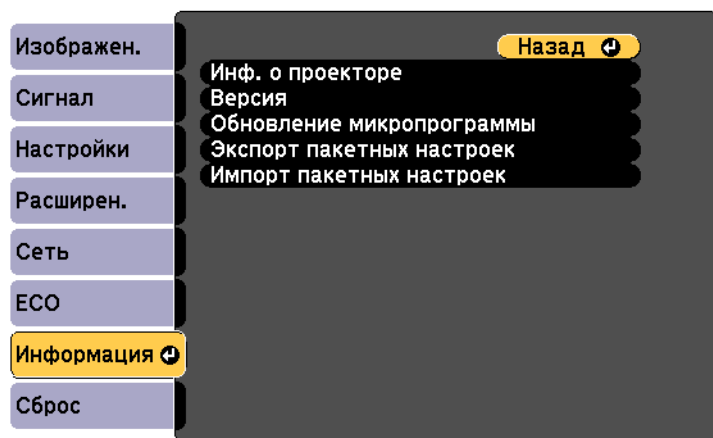 Изображен.
Сигнал
Настройки
Расширен.
Сеть
ECO
Информация
Сброс
Назад
Инф. о проекторе
Версия
Обновление микропрограммы
Экспорт пакетных настроек
Импорт пакетных настроек